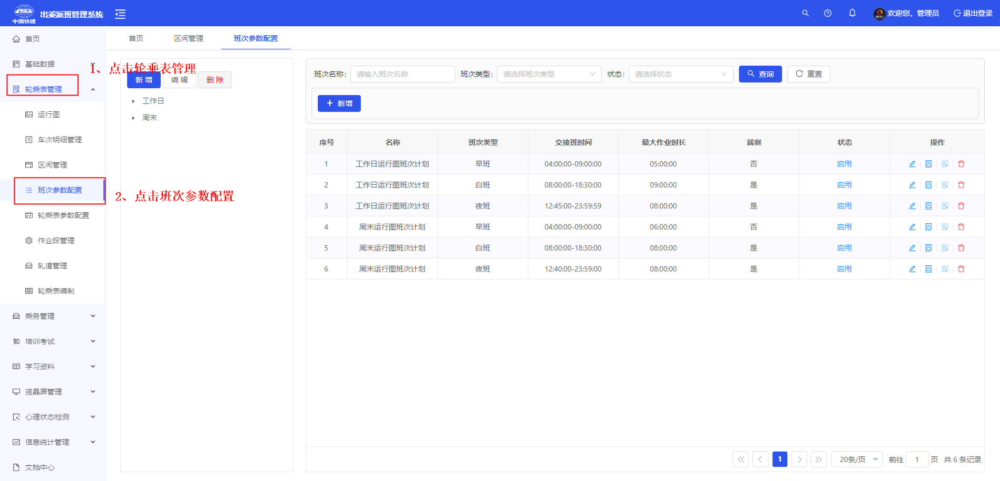 CRCC
中国铁建
出乘派班管理系统
欢迎您，管理员
退出登录
首页
区间管理
班次参数配置
首页
基础数据
轮乘表管理
运行图
车次明细管理
区间管理
班次参数配置
轮乘表参数配置
作业段管理
轧道管理
轮乘表编制
乘务管理
培训考试
学习资料
液晶屏管理
心理状态检测
信息统计管理
文档中心
1、点击轮乘表管理
2、点击班次参数配置
新 增
编 辑
删 除
工作日
周末
班次名称: 请输入班次名称 班次类型: 请选择班次类型 状态: 请选择状态 查询 重置
新增
序号 名称 班次类型 交接班时间 最大作业时长 就餐 状态 操作
1 工作日运行图班次计划 早班 04:00:00-09:00:00 05:00:00 否 启用
2 工作日运行图班次计划 白班 08:00:00-18:30:00 09:00:00 是 启用
3 工作日运行图班次计划 夜班 12:45:00-23:59:59 08:00:00 是 启用
4 周末运行图班次计划 早班 04:00:00-09:00:00 06:00:00 否 启用
5 周末运行图班次计划 白班 08:00:00-18:30:00 08:00:00 是 启用
6 周末运行图班次计划 夜班 12:40:00-23:59:00 08:00:00 是 启用
1 20条/页 前往 1 页 共 6 条记录